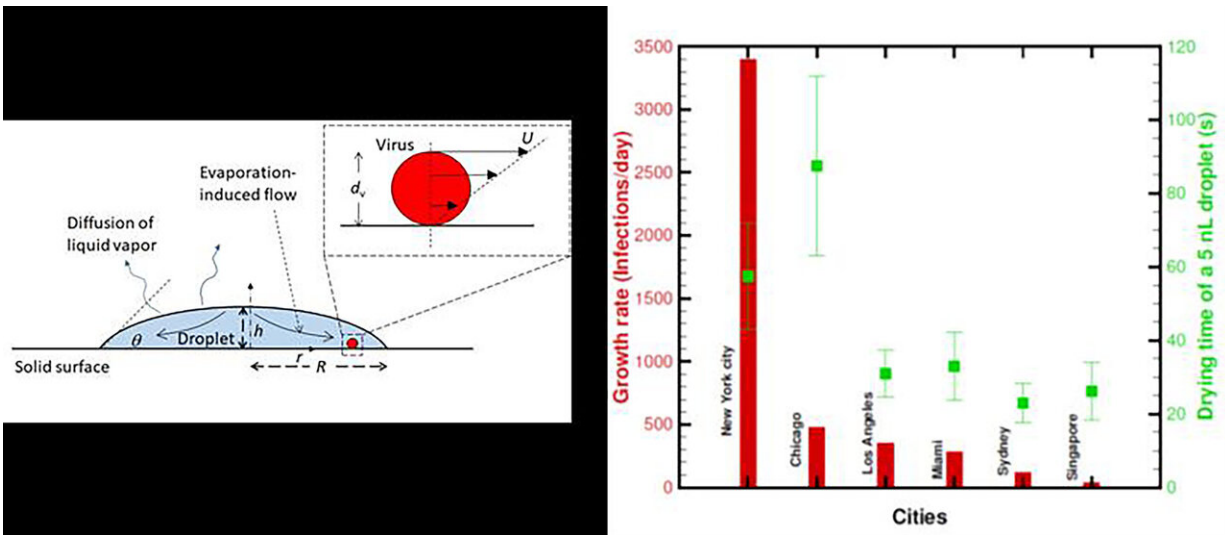 Virus
U
dv
Evaporation-
induced flow
Diffusion of
liquid vapor
θ
Droplet
h
r
R
Solid surface
3500
3000
2500
2000
1500
1000
500
0
Growth rate (Infections/day)
New York city
Chicago
Los Angeles
Miami
Sydney
Singapore
Cities
120
100
80
60
40
20
0
Drying time of a 5 nL droplet (s)